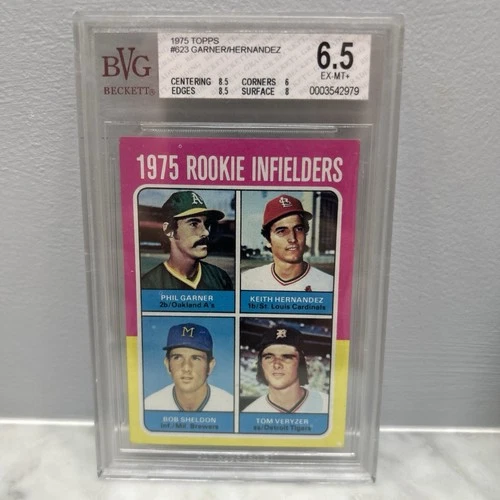 BVG
BECKETT
1975 TOPPS
#623 GARNER/HERNANDEZ
CENTERING 8.5 CORNERS 6
EDGES 8.5 SURFACE 8
6.5
EX-MT+
0003542979
1975 ROOKIE INFIELDERS
A's
PHIL GARNER
2b/Oakland A's
KEITH HERNANDEZ
1b/St. Louis Cardinals
M
BOB SHELDON
inf./Mil. Brewers
TOM VERYZER
ss/Detroit Tigers